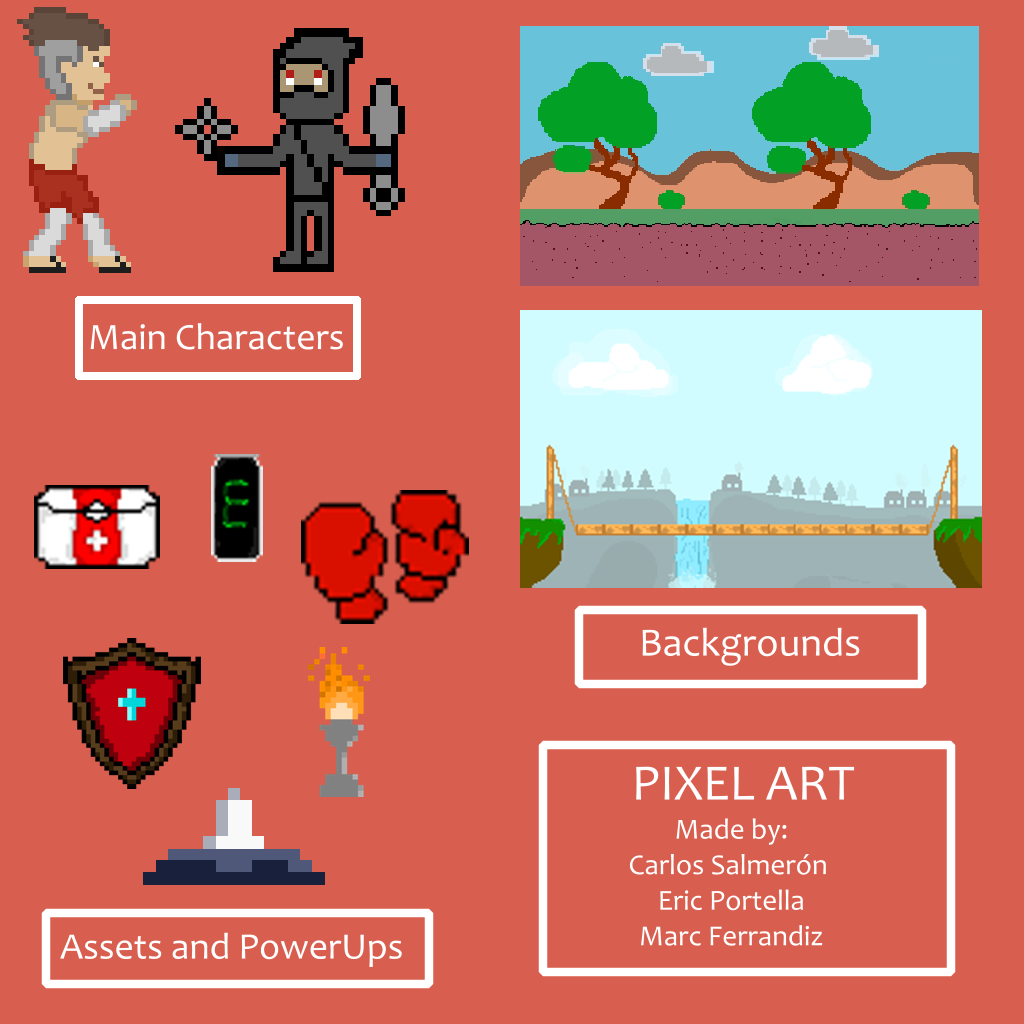 Main Characters
Backgrounds
Assets and PowerUps
PIXEL ART
Made by:
Carlos Salmerón
Eric Portella
Marc Ferrandiz